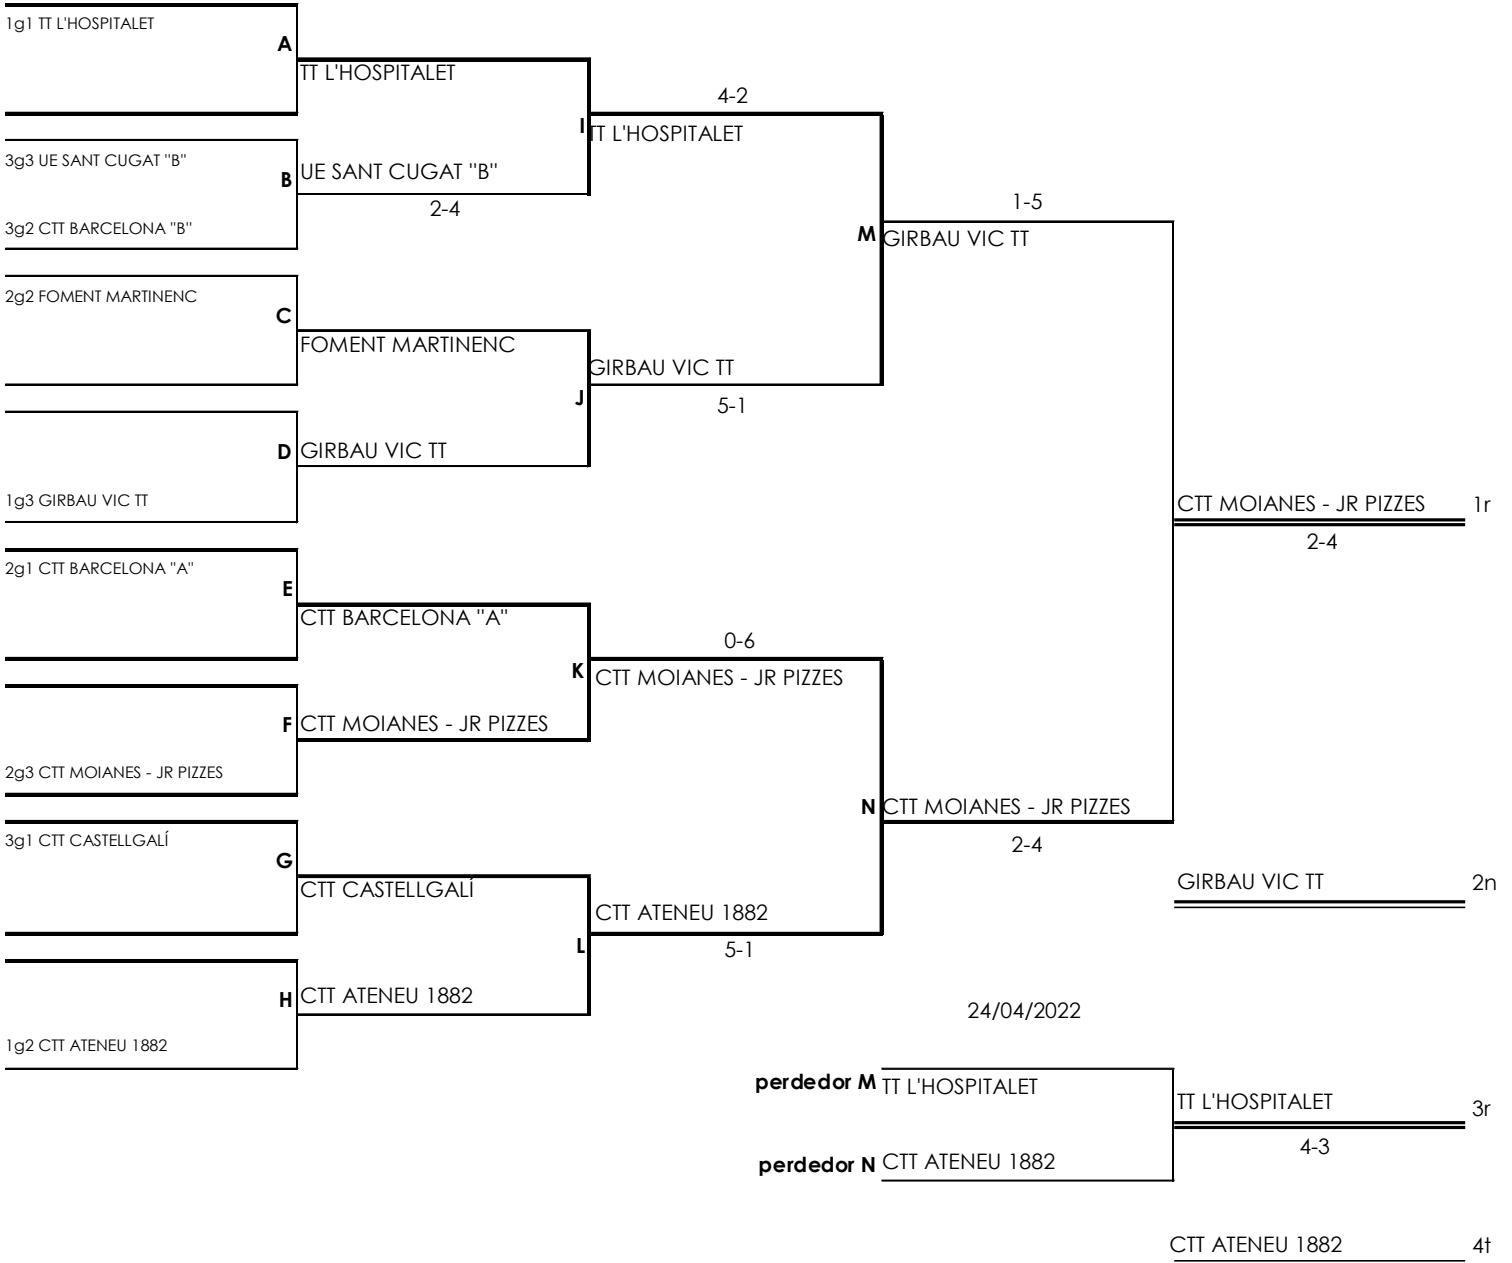 1g1 TT L'HOSPITALET
A
TT L'HOSPITALET
4-2
I
TT L'HOSPITALET
3g3 UE SANT CUGAT "B"
B
UE SANT CUGAT "B"
2-4
3g2 CTT BARCELONA "B"
1-5
M
GIRBAU VIC TT
2g2 FOMENT MARTINENC
C
FOMENT MARTINENC
GIRBAU VIC TT
J
5-1
D
GIRBAU VIC TT
1g3 GIRBAU VIC TT
CTT MOIANES - JR PIZZES
1r
2-4
2g1 CTT BARCELONA "A"
E
CTT BARCELONA "A"
0-6
K
CTT MOIANES - JR PIZZES
F
CTT MOIANES - JR PIZZES
2g3 CTT MOIANES - JR PIZZES
N
CTT MOIANES - JR PIZZES
2-4
3g1 CTT CASTELLGALÍ
G
CTT CASTELLGALÍ
GIRBAU VIC TT
2n
CTT ATENEU 1882
L
5-1
H
CTT ATENEU 1882
24/04/2022
1g2 CTT ATENEU 1882
perdedor M
TT L'HOSPITALET
TT L'HOSPITALET
3r
4-3
perdedor N
CTT ATENEU 1882
CTT ATENEU 1882
4t